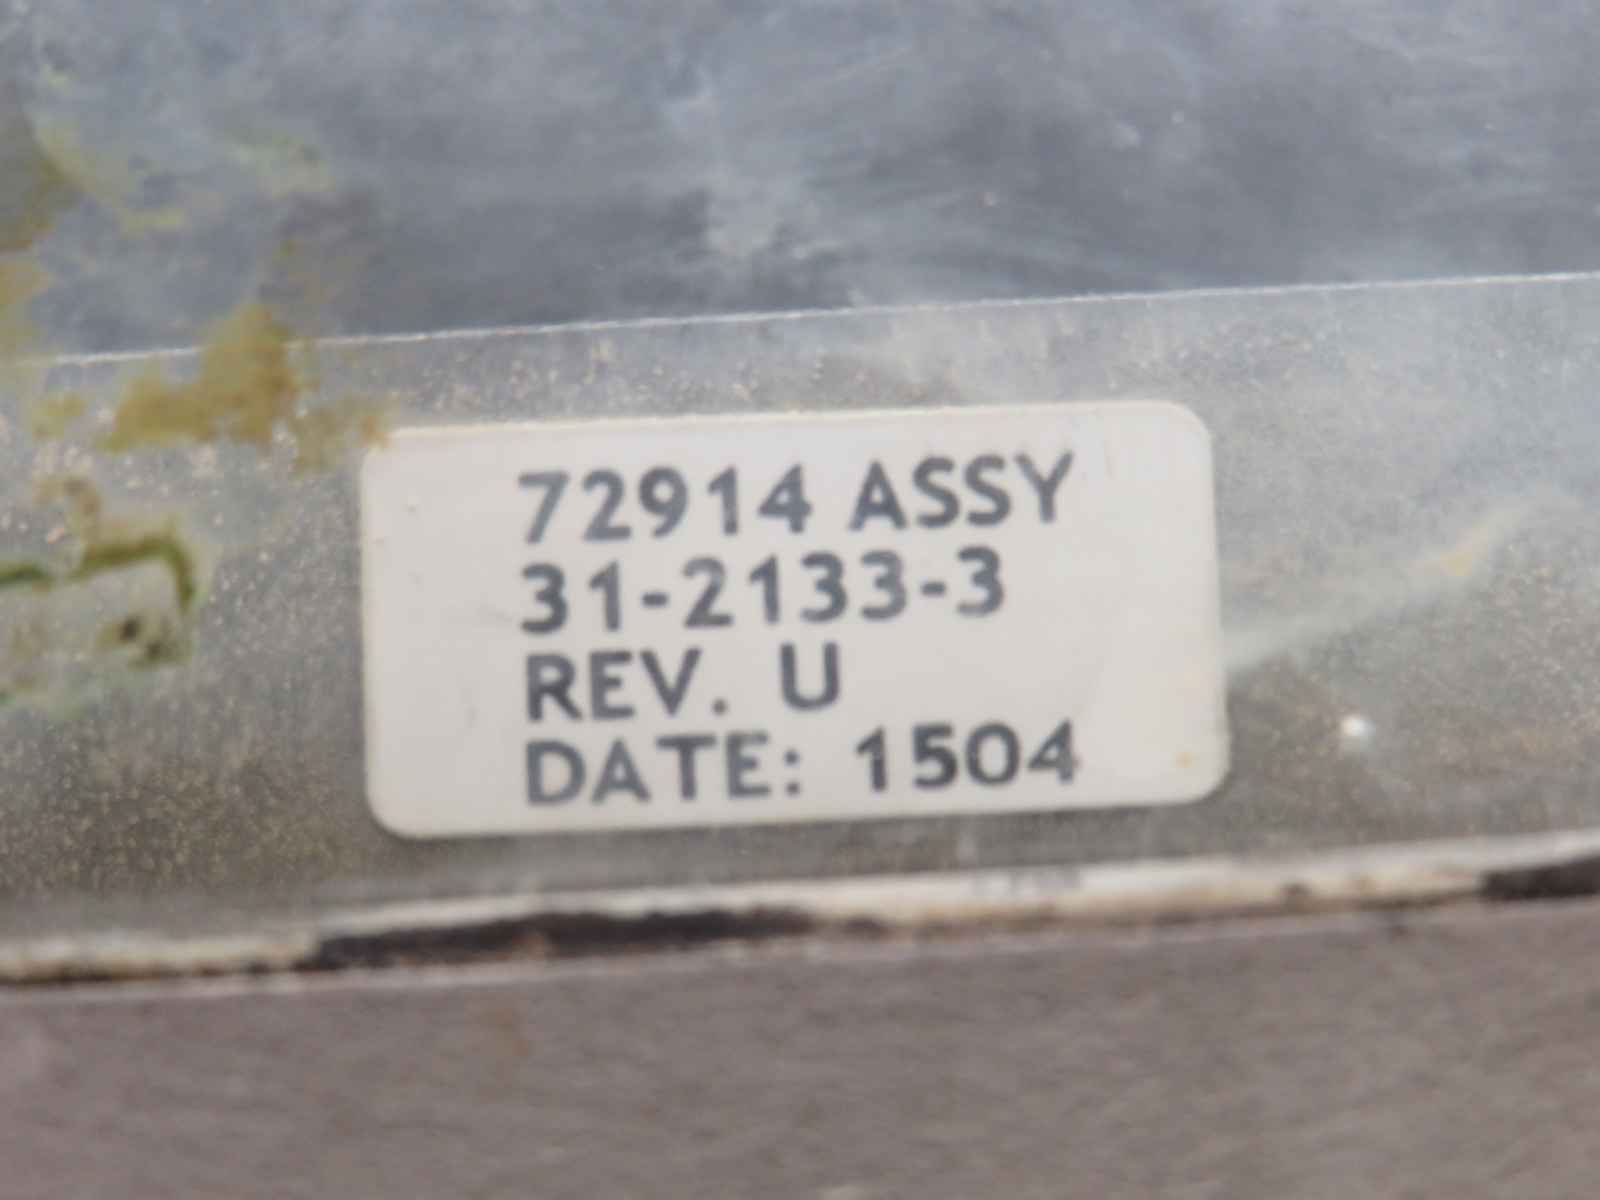 72914 ASSY
31-2133-3
REV. U
DATE: 1504